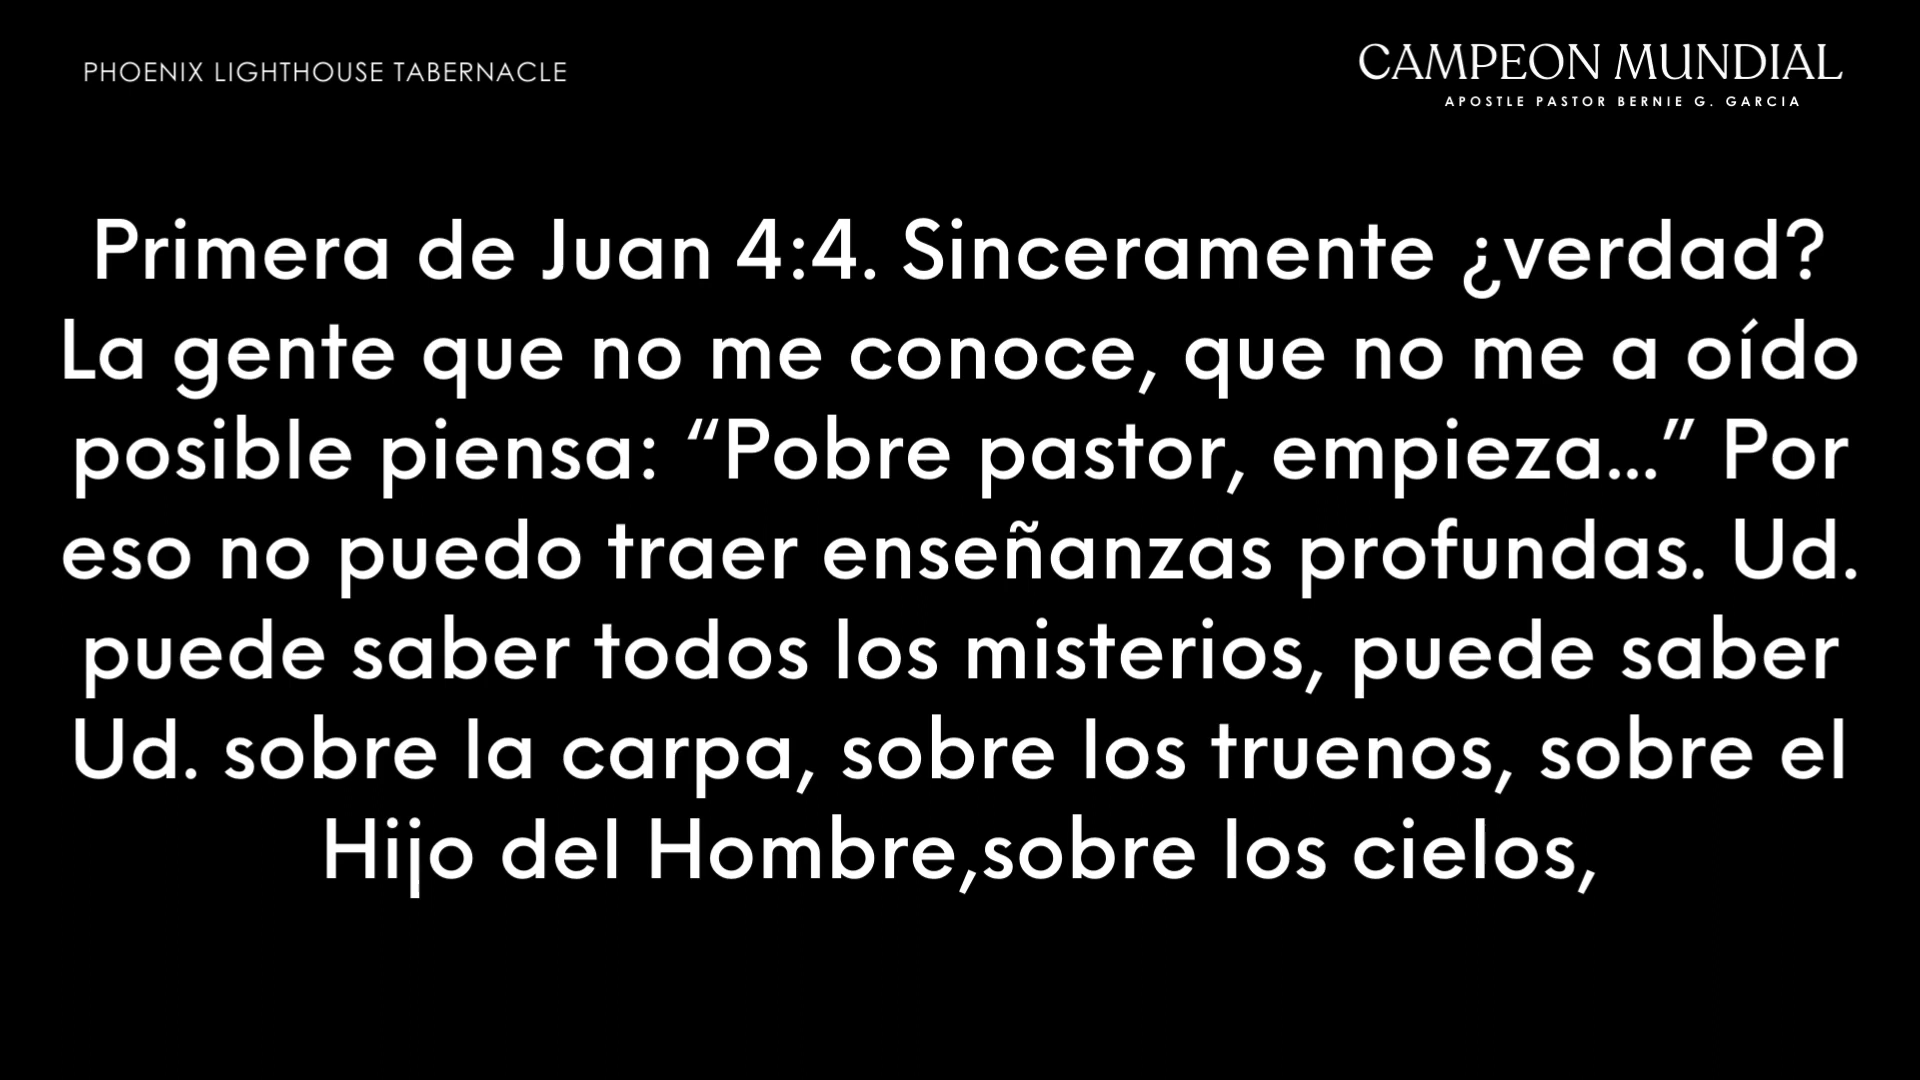 PHOENIX LIGHTHOUSE TABERNACLE
CAMPEON MUNDIAL
APOSTLE PASTOR BERNIE G. GARCIA
Primera de Juan 4:4. Sinceramente ¿verdad?
La gente que no me conoce, que no me a oído
posible piensa: “Pobre pastor, empieza...” Por
eso no puedo traer enseñanzas profundas. Ud.
puede saber todos los misterios, puede saber
Ud. sobre la carpa, sobre los truenos, sobre el
Hijo del Hombre,sobre los cielos,